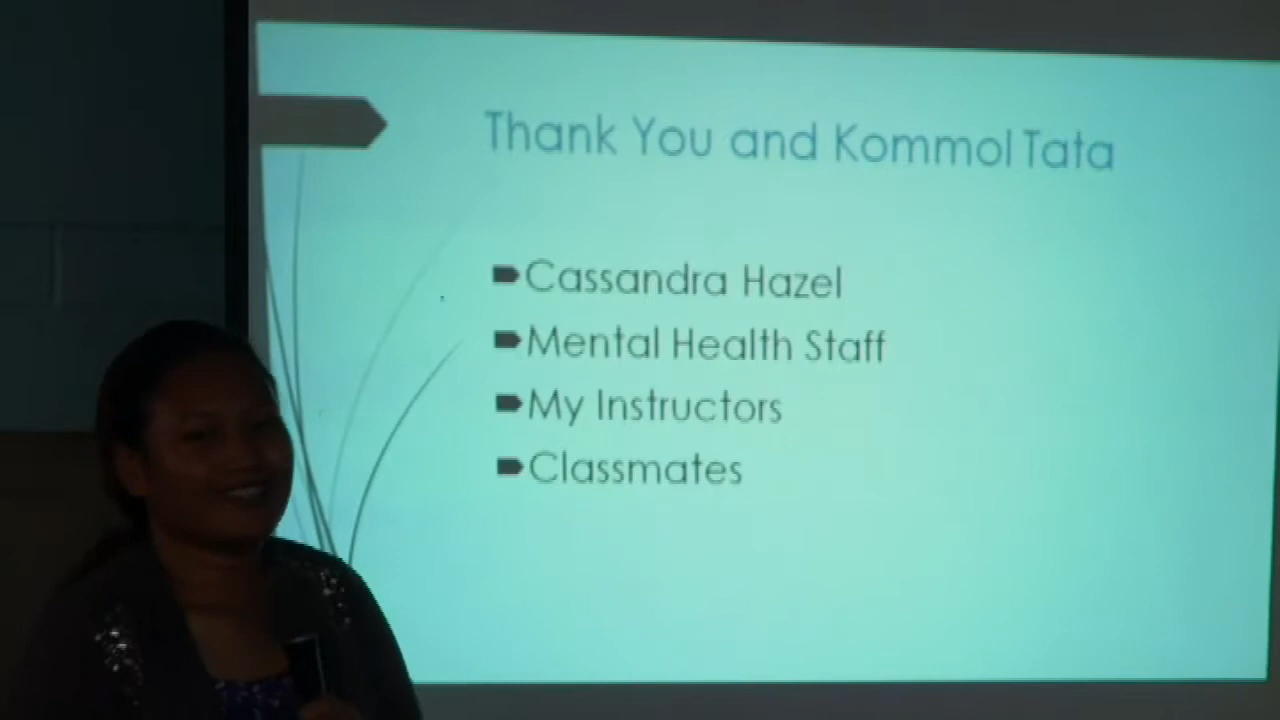 Thank You and Kommol Tata
Cassandra Hazel
Mental Health Staff
My Instructors
Classmates